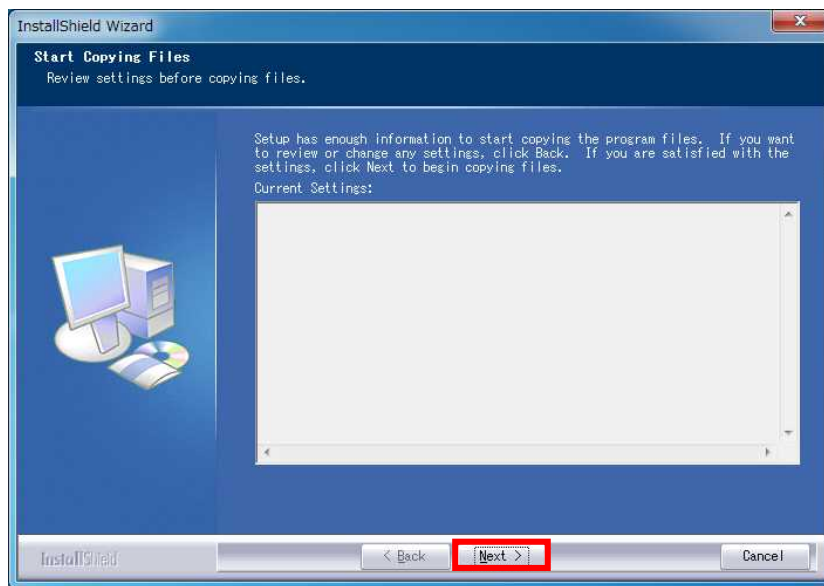 InstallShield Wizard
Start Copying Files
Review settings before copying files.
Setup has enough information to start copying the program files.  If you want
to review or change any settings, click Back.  If you are satisfied with the
settings, click Next to begin copying files.
Current Settings:
InstallShield
< Back
Next >
Cancel